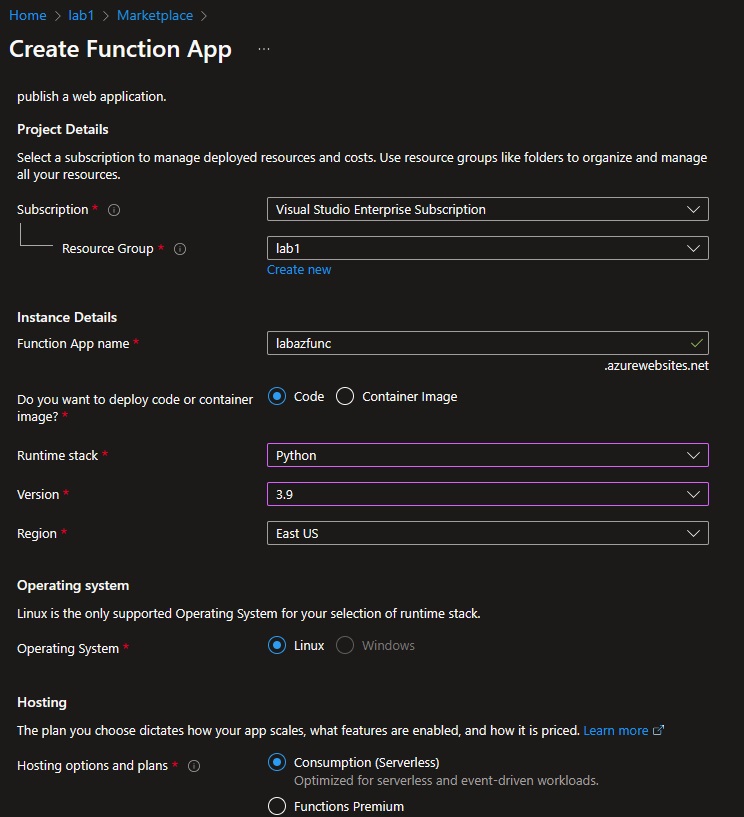 Home > lab1 > Marketplace >
Create Function App ...
publish a web application.
Project Details
Select a subscription to manage deployed resources and costs. Use resource groups like folders to organize and manage
all your resources.
Subscription * Visual Studio Enterprise Subscription
Resource Group * lab1
Create new
Instance Details
Function App name * labazfunc
.azurewebsites.net
Do you want to deploy code or container
image? *
Code Container Image
Runtime stack * Python
Version * 3.9
Region * East US
Operating system
Linux is the only supported Operating System for your selection of runtime stack.
Operating System * Linux Windows
Hosting
The plan you choose dictates how your app scales, what features are enabled, and how it is priced. Learn more
Hosting options and plans * Consumption (Serverless)
Optimized for serverless and event-driven workloads.
Functions Premium